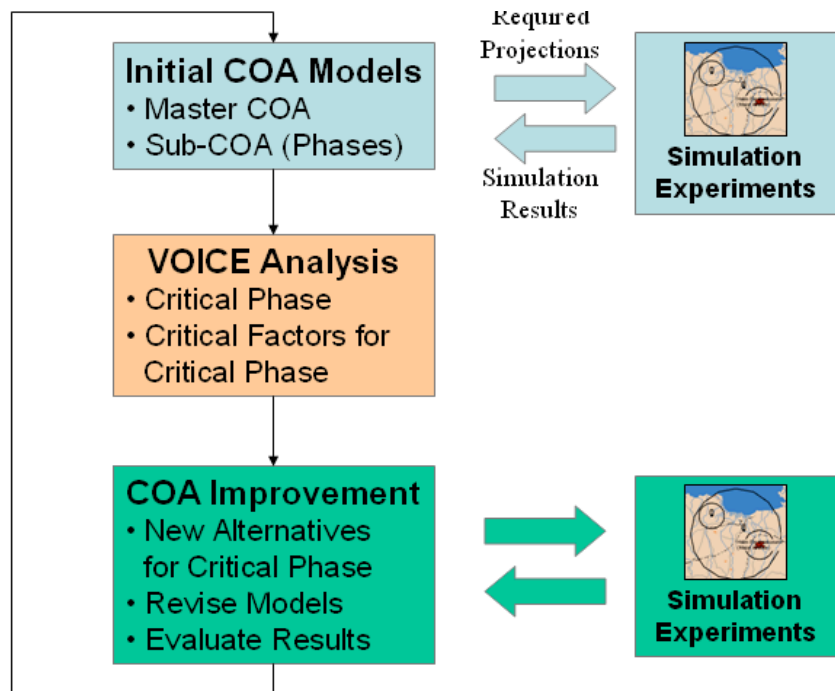 Initial COA Models
• Master COA
• Sub-COA (Phases)
Required
Projections
Simulation
Results
Simulation
Experiments
VOICE Analysis
• Critical Phase
• Critical Factors for
Critical Phase
COA Improvement
• New Alternatives
for Critical Phase
• Revise Models
• Evaluate Results
Simulation
Experiments